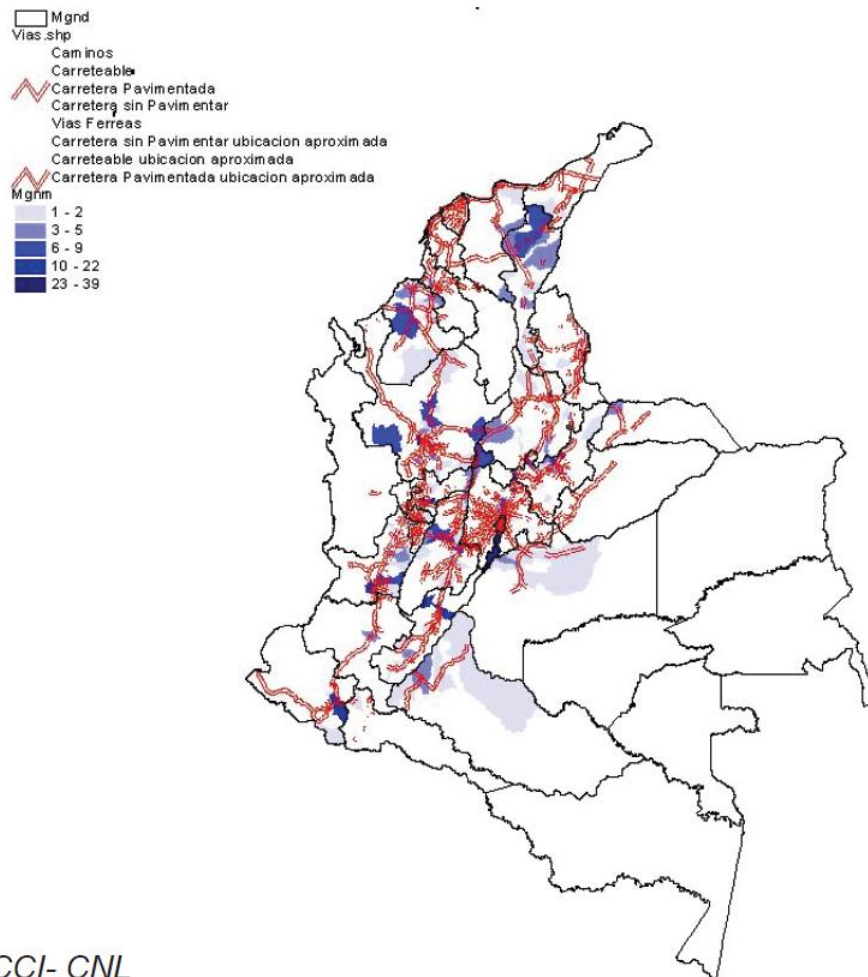 Mgnd
Vias.shp
Caminos
Carreteable
Carretera Pavimentada
Carretera sin Pavimentar
Vias Ferreas
Carretera sin Pavimentar ubicacion aproximada
Carreteable ubicacion aproximada
Carretera Pavimentada ubicacion aproximada
Mgnm
1 - 2
3 - 5
6 - 9
10 - 22
23 - 39
CCI- CNL